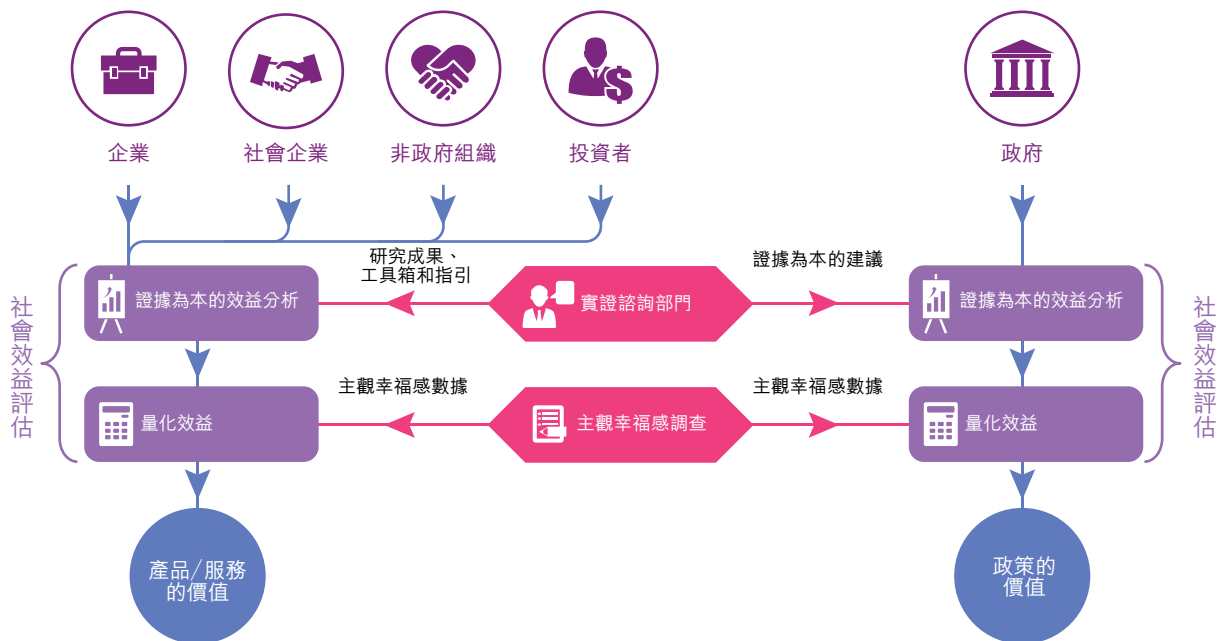 企業
社會企業
非政府組織
投資者
政府
研究成果、
工具箱和指引
證據為本的建議
社會效益評估
證據為本的效益分析
實證諮詢部門
證據為本的效益分析
社會效益評估
主觀幸福感數據
主觀幸福感數據
量化效益
主觀幸福感調查
量化效益
產品/服務
的價值
政策的
價值